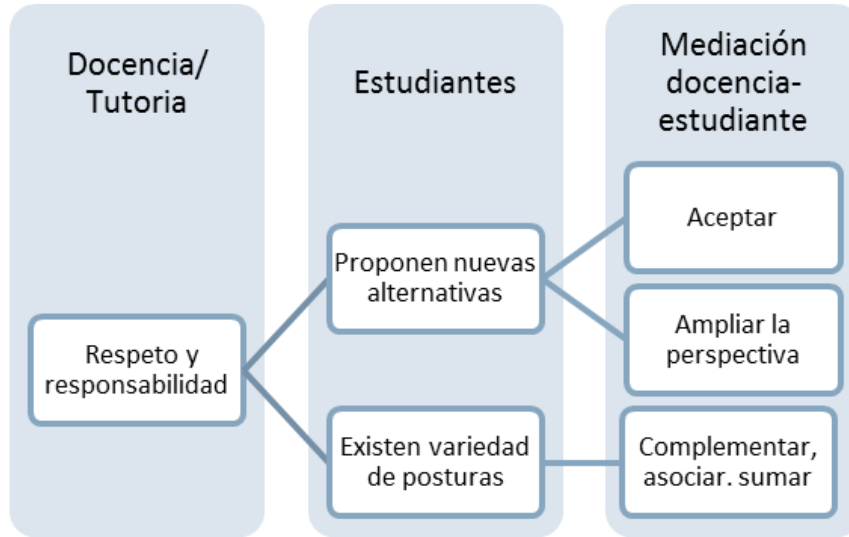 Docencia/
Tutoria
Estudiantes
Mediación
docencia-
estudiante
Respeto y
responsabilidad
Proponen nuevas
alternativas
Existen variedad
de posturas
Aceptar
Ampliar la
perspectiva
Complementar,
asociar. sumar